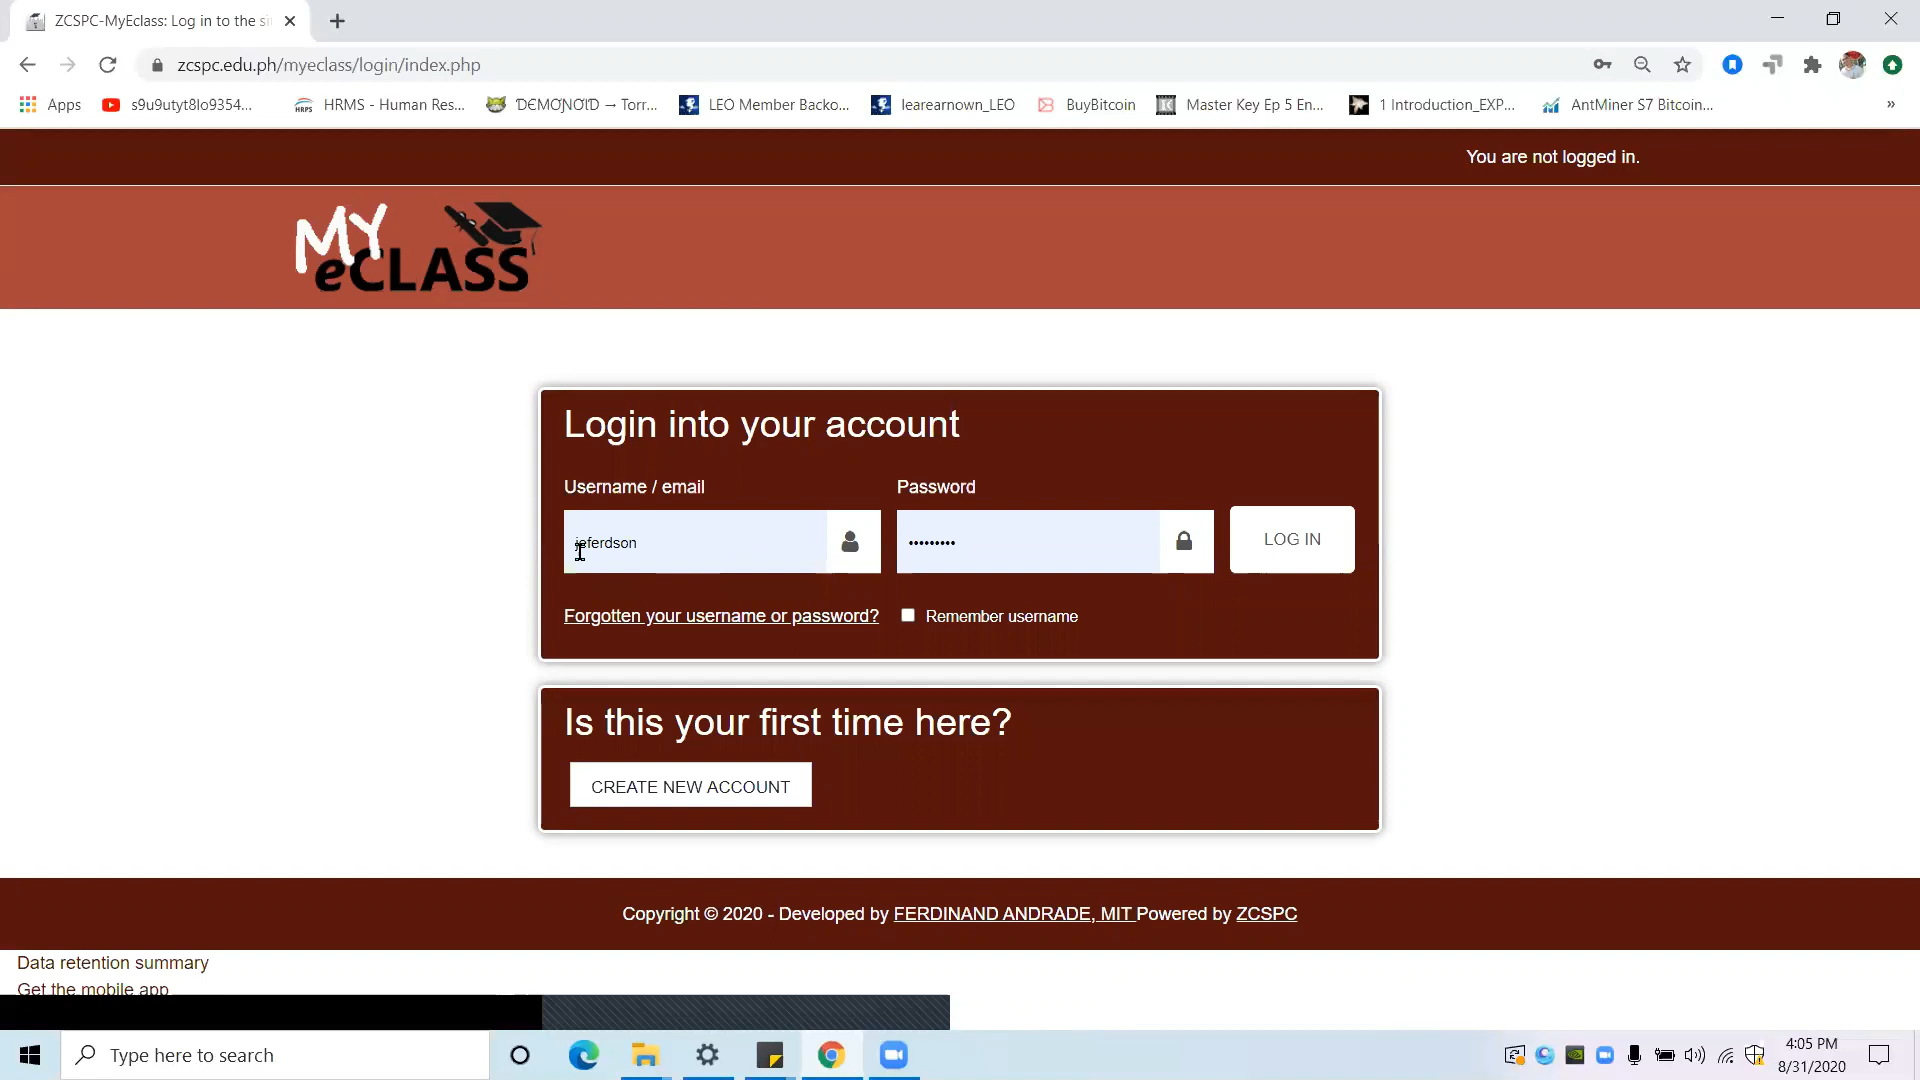 ZCSPC-MyEclass: Log in to the si
zcspc.edu.ph/myeclass/login/index.php
Apps s9u9utyt8lo9354... HRMS - Human Res... → Torr... LEO Member Backo... learearnown_LEO BuyBitcoin Master Key Ep 5 En... 1 Introduction_EXP... AntMiner S7 Bitcoin... »
You are not logged in.
MY
eCLASS
Login into your account
Username / email Password
jeferdson ••••••••• LOG IN
Forgotten your username or password? Remember username
Is this your first time here?
CREATE NEW ACCOUNT
Copyright © 2020 - Developed by FERDINAND ANDRADE, MIT Powered by ZCSPC
Data retention summary
Get the mobile app
Type here to search
4:05 PM
8/31/2020